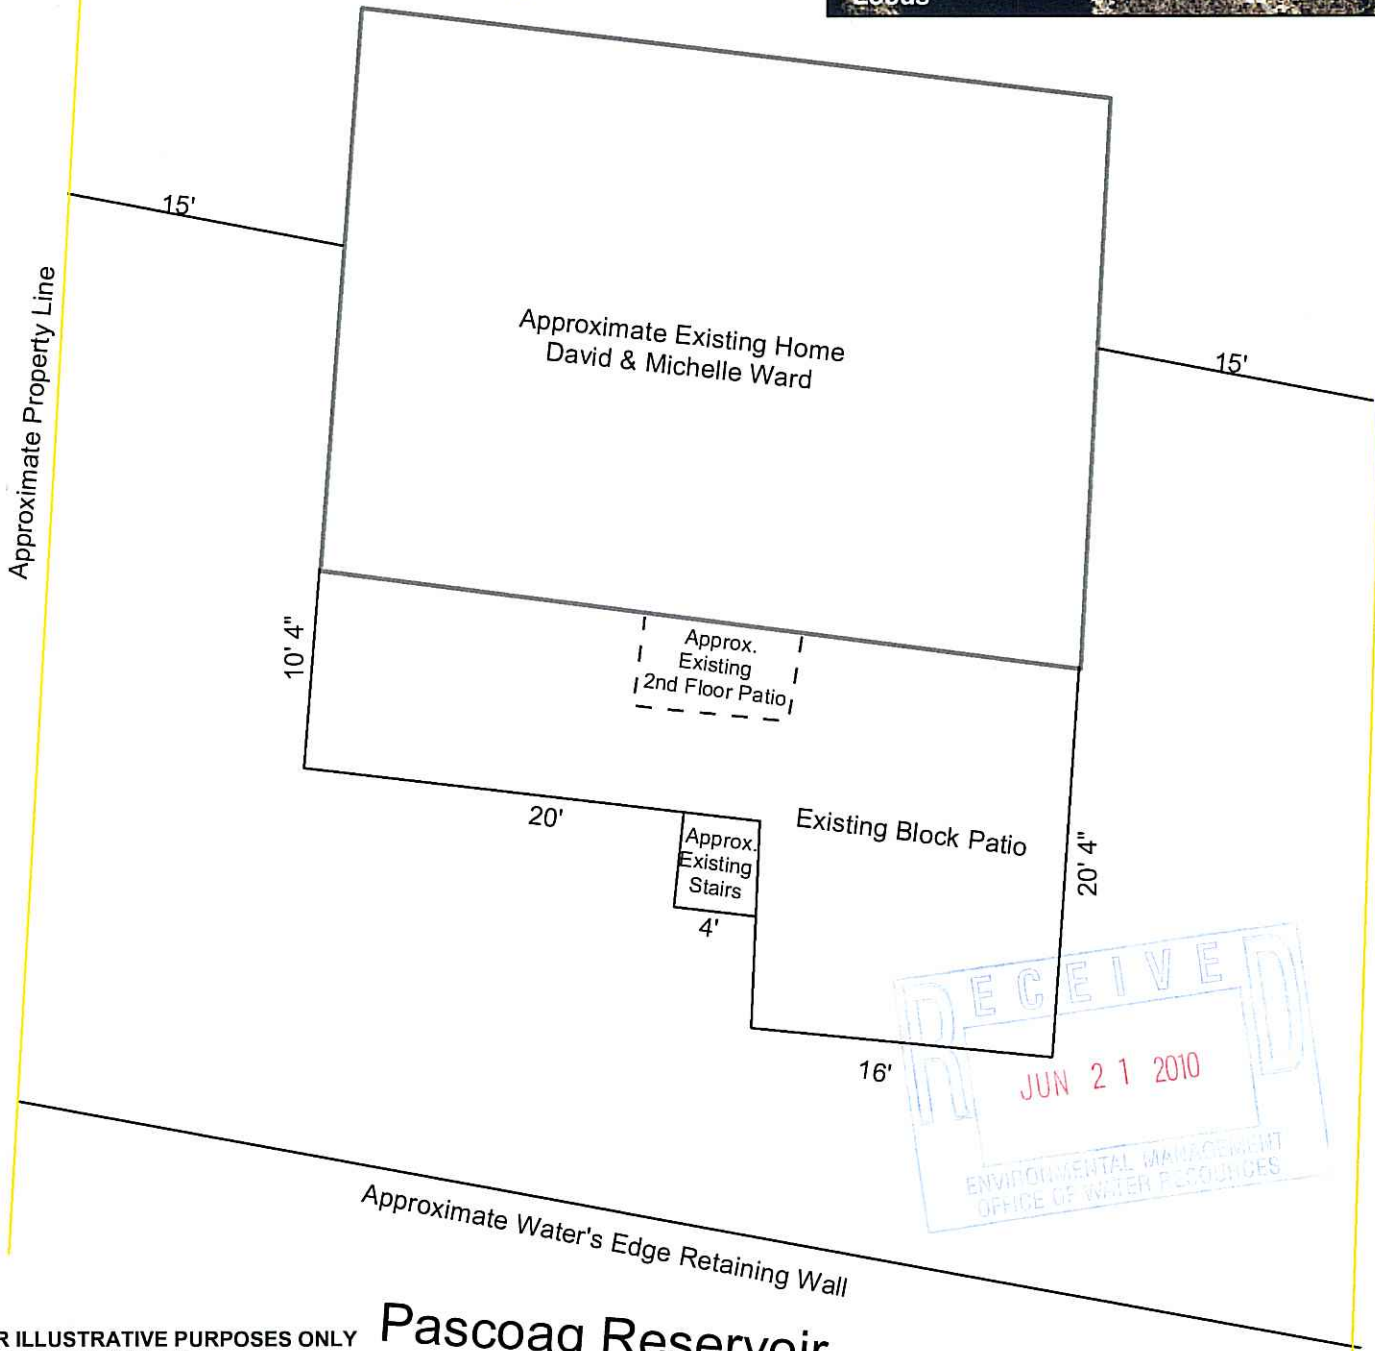 Locus
15'
Approximate Property Line
Approximate Existing Home
David & Michelle Ward
15'
10' 4"
Approx.
Existing
2nd Floor Patio
20'
Approx.
Existing
Stairs
4'
Existing Block Patio
20' 4"
16'
RECEIVED
JUN 21 2010
ENVIRONMENTAL MANAGEMENT
OFFICE OF WATER RESOURCES
Approximate Water's Edge Retaining Wall
R ILLUSTRATIVE PURPOSES ONLY
Pascoag Reservoir